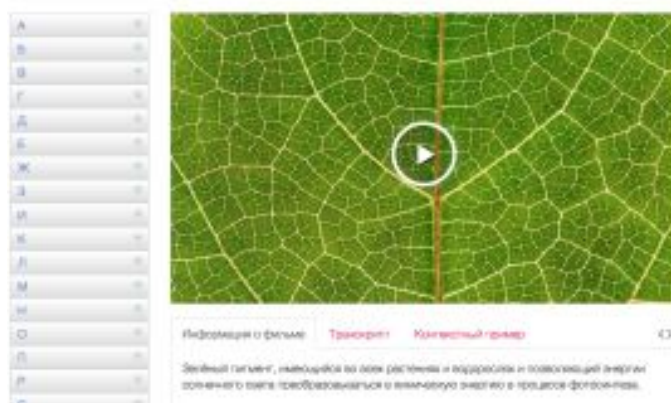 А
Б
В
Г
Д
Е
Ж
З
И
К
Л
М
Н
О
П
Р
Информация о фильме Транскрипт Контекстный пример
Зелёный пигмент, имеющийся во всех растениях и водорослях и позволяющий энергии
солнечного света преобразовываться в химическую энергию в процессе фотосинтеза.